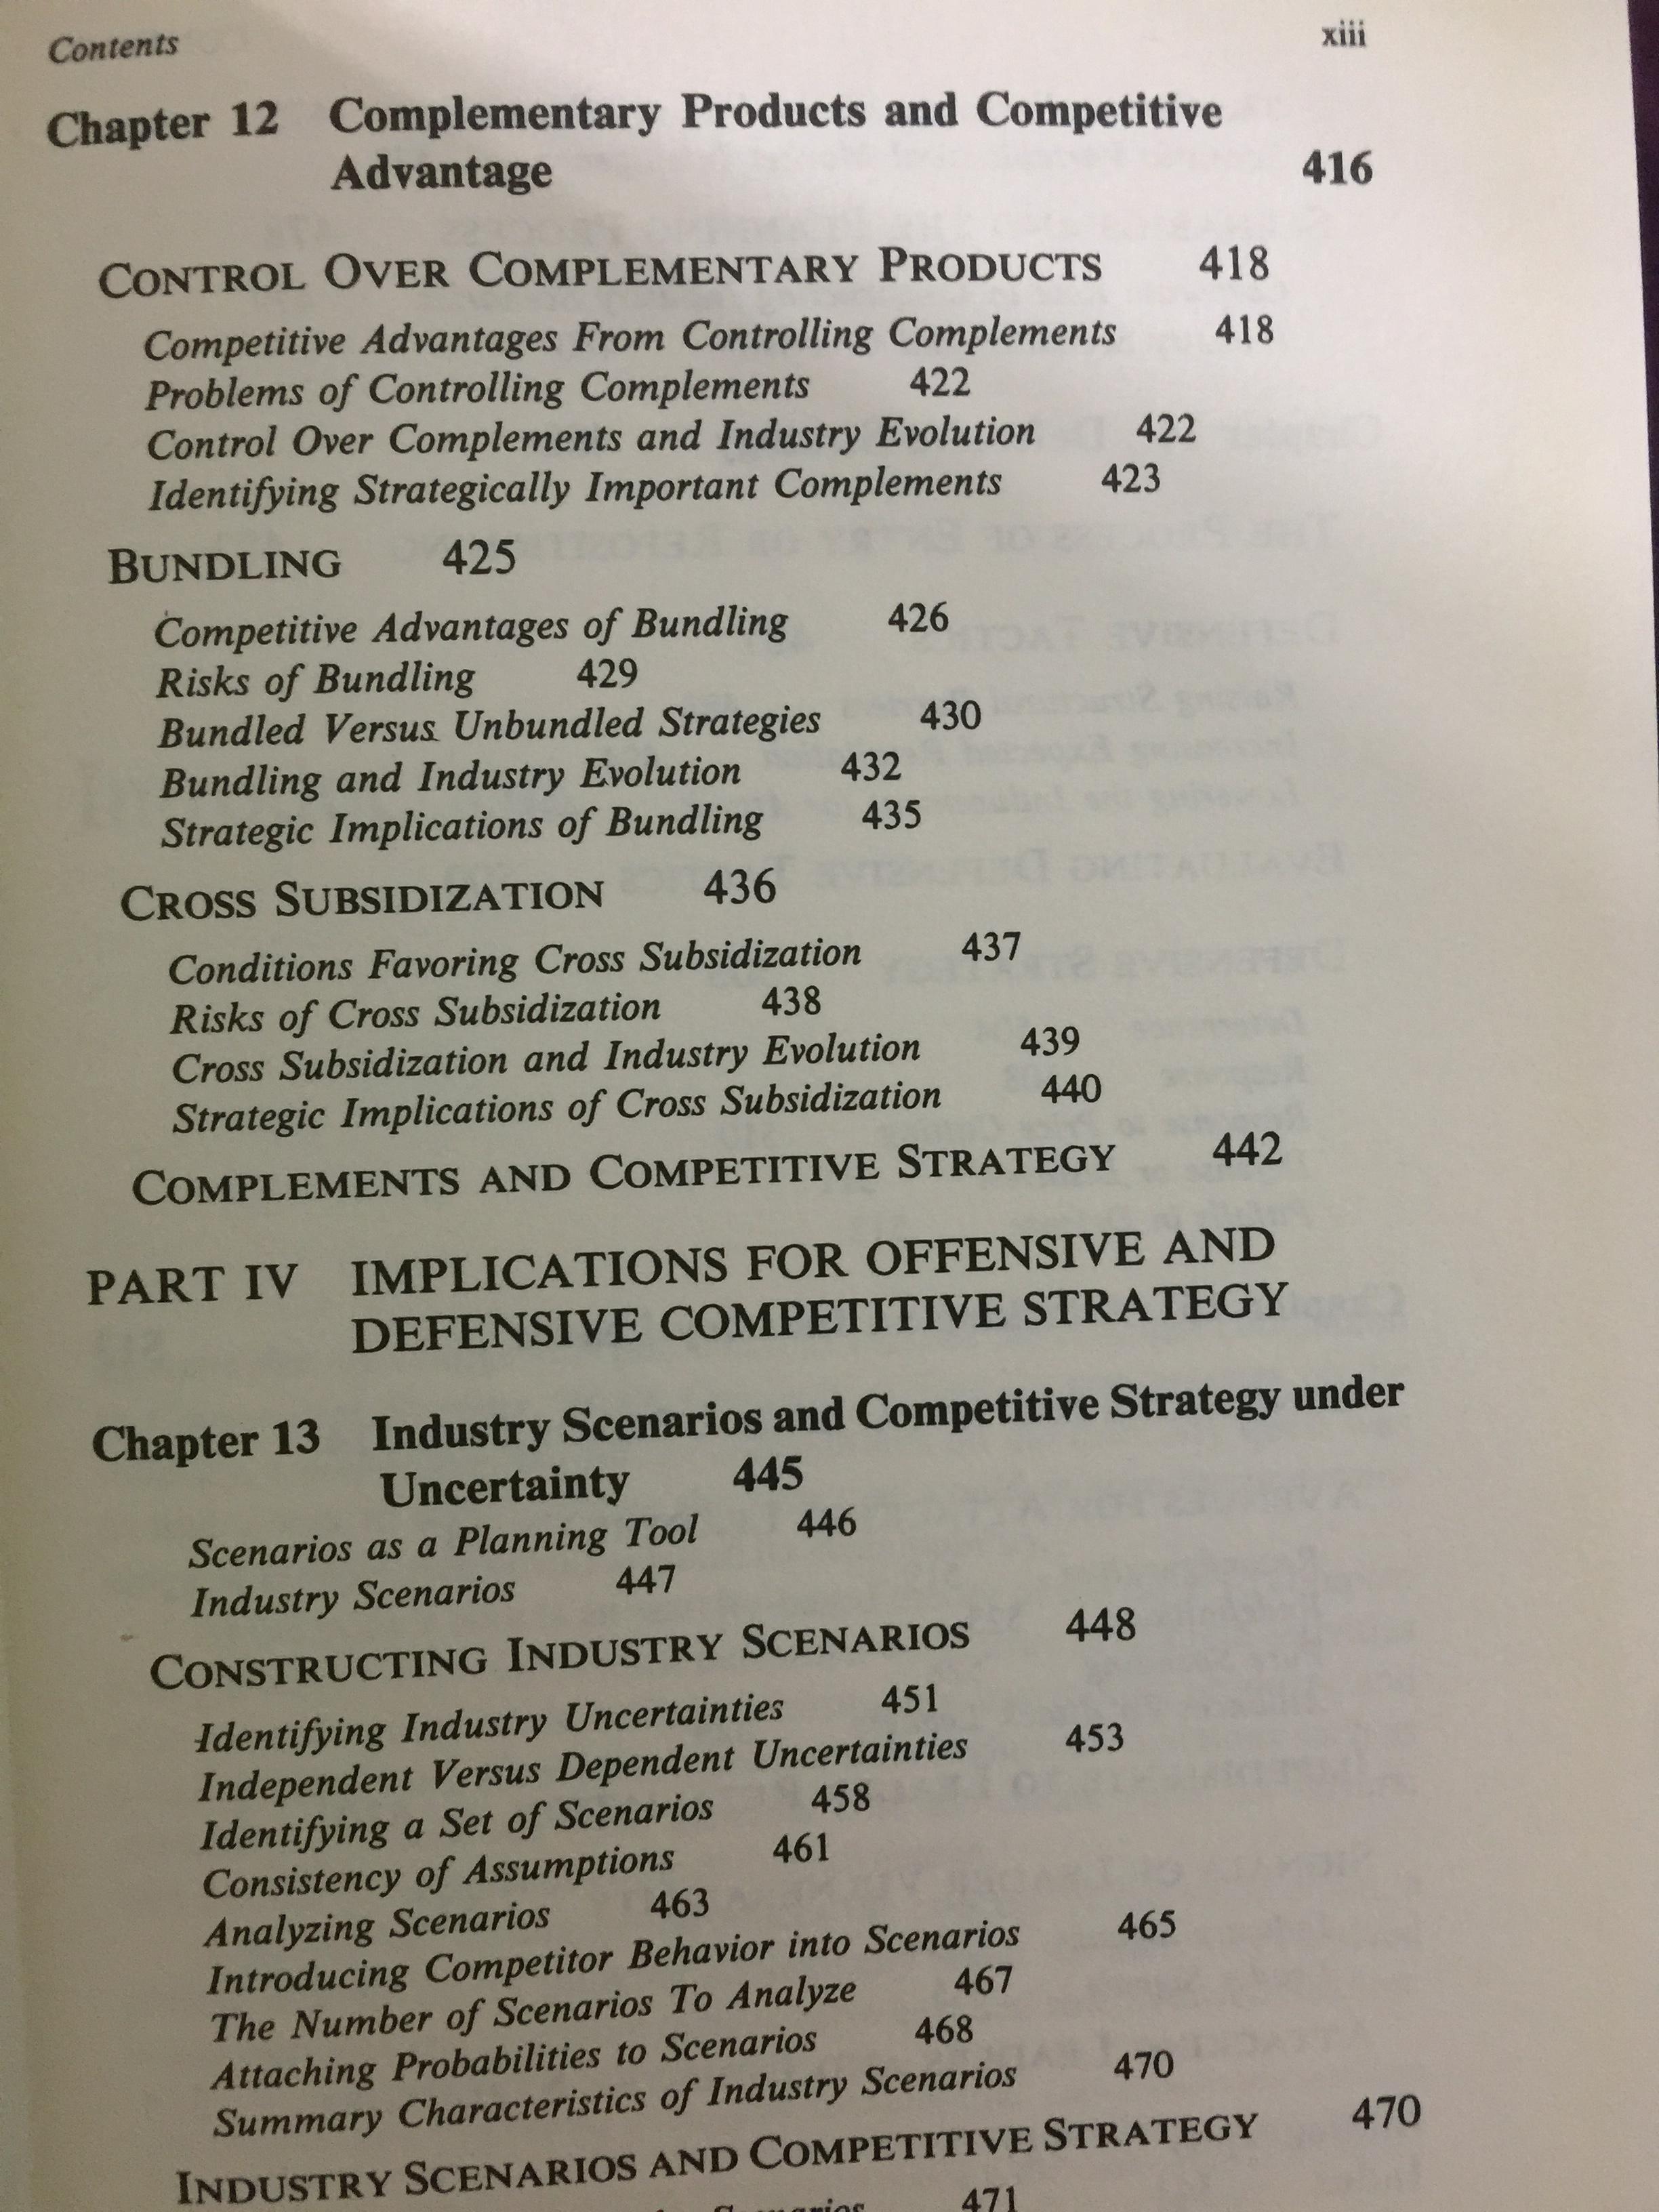 Contents xiii
Chapter 12 Complementary Products and Competitive
Advantage 416
CONTROL OVER COMPLEMENTARY PRODUCTS 418
Competitive Advantages From Controlling Complements 418
Problems of Controlling Complements 422
Control Over Complements and Industry Evolution 422
Identifying Strategically Important Complements 423
BUNDLING 425
Competitive Advantages of Bundling 426
Risks of Bundling 429
Bundled Versus Unbundled Strategies 430
Bundling and Industry Evolution 432
Strategic Implications of Bundling 435
CROSS SUBSIDIZATION 436
Conditions Favoring Cross Subsidization 437
Risks of Cross Subsidization 438
Cross Subsidization and Industry Evolution 439
Strategic Implications of Cross Subsidization 440
COMPLEMENTS AND COMPETITIVE STRATEGY 442
PART IV IMPLICATIONS FOR OFFENSIVE AND
DEFENSIVE COMPETITIVE STRATEGY
Chapter 13 Industry Scenarios and Competitive Strategy under
Uncertainty 445
Scenarios as a Planning Tool 446
Industry Scenarios 447
CONSTRUCTING INDUSTRY SCENARIOS 448
Identifying Industry Uncertainties 451
Independent Versus Dependent Uncertainties 453
Identifying a Set of Scenarios 458
Consistency of Assumptions 461
Analyzing Scenarios 463
Introducing Competitor Behavior into Scenarios 465
The Number of Scenarios To Analyze 467
Attaching Probabilities to Scenarios 468
Summary Characteristics of Industry Scenarios 470
INDUSTRY SCENARIOS AND COMPETITIVE STRATEGY 470
Scenarios 471